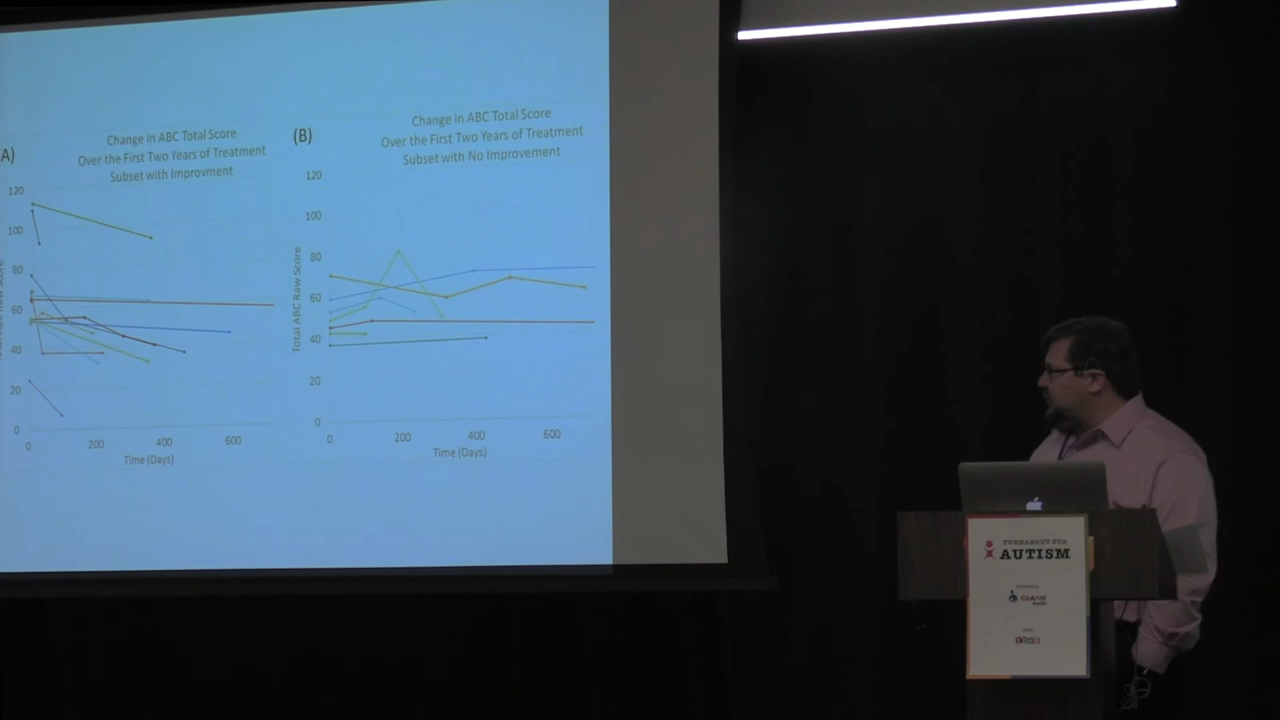 A)
Change in ABC Total Score
Over the First Two Years of Treatment
Subset with Improvment
120
100
80
60
40
20
0
0 200 400 600
Time (Days)
(B)
Change in ABC Total Score
Over the First Two Years of Treatment
Subset with No Improvement
Total ABC Raw Score
120
100
80
60
40
20
0
0 200 400 600
Time (Days)
TURNABOUT FOR
AUTISM